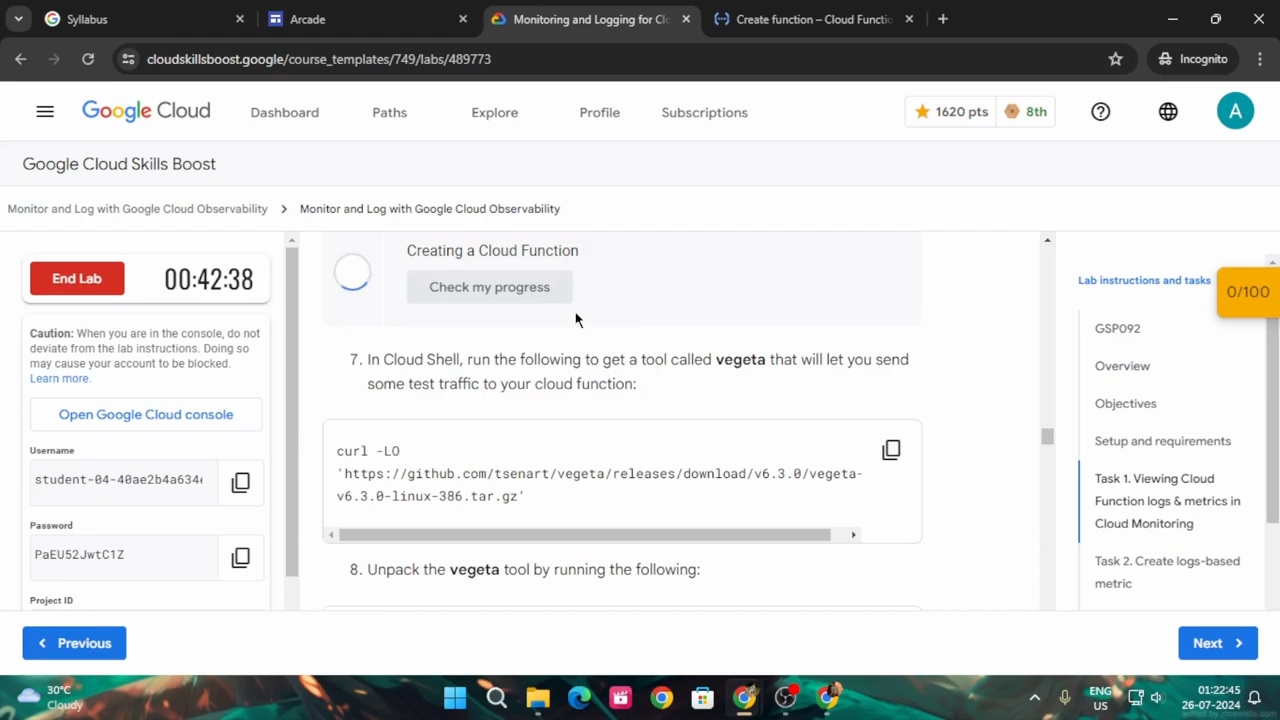 Syllabus
Arcade
Monitoring and Logging for Clo
Create function – Cloud Functio
cloudskillsboost.google/course_templates/749/labs/489773
Incognito
Google Cloud
Dashboard
Paths
Explore
Profile
Subscriptions
1620 pts
8th
A
Google Cloud Skills Boost
Monitor and Log with Google Cloud Observability
Monitor and Log with Google Cloud Observability
End Lab
00:42:38
Caution: When you are in the console, do not
deviate from the lab instructions. Doing so
may cause your account to be blocked.
Learn more.
Open Google Cloud console
Username
student-04-40ae2b4a634
Password
PaEU52JwtC1Z
Project ID
Creating a Cloud Function
Check my progress
7. In Cloud Shell, run the following to get a tool called vegeta that will let you send
some test traffic to your cloud function:
curl -LO
'https://github.com/tsenart/vegeta/releases/download/v6.3.0/vegeta-
v6.3.0-linux-386.tar.gz'
8. Unpack the vegeta tool by running the following:
Lab instructions and tasks
0/100
GSP092
Overview
Objectives
Setup and requirements
Task 1. Viewing Cloud
Function logs & metrics in
Cloud Monitoring
Task 2. Create logs-based
metric
Previous
Next
30°C
Cloudy
ENG
US
01:22:45
26-07-2024